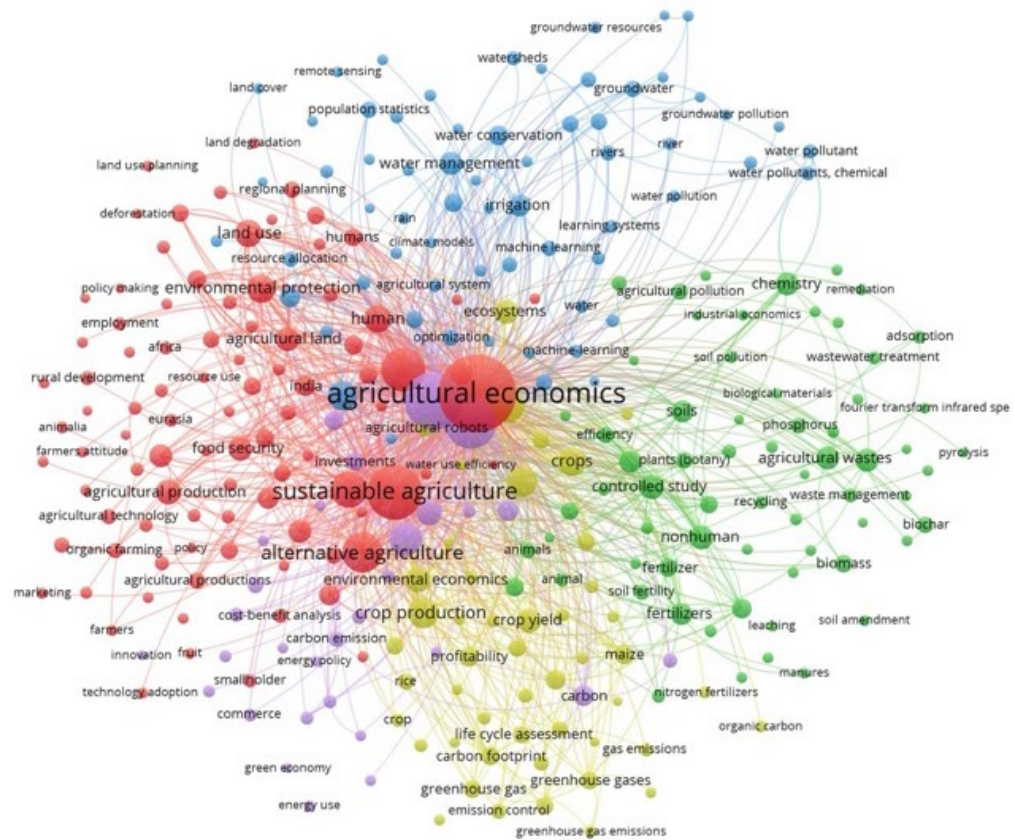 groundwater resources
watersheds
remote sensing
land cover
groundwater
population statistics
groundwater pollution
water conservation
land degradation
rivers
river
water pollutant
land use planning
water management
water pollutants, chemical
regional planning
water pollution
irrigation
deforestation
rain
learning systems
land use
humans
climate models
machine learning
resource allocation
policy making
environmental protection
agricultural system
agricultural pollution
chemistry
remediation
ecosystems
water
industrial economics
employment
human
agricultural land
optimization
adsorption
africa
machine-learning
soil pollution
wastewater treatment
rural development
resource use
india
agricultural economics
biological materials
eurasia
soils
fourier transform infrared spe
animalia
agricultural robots
efficiency
phosphorus
farmers attitude
food security
investments
water use efficiency
crops
plants (botany)
agricultural wastes
pyrolysis
agricultural production
sustainable agriculture
controlled study
recycling
waste management
agricultural technology
biochar
organic farming
policy
alternative agriculture
animals
nonhuman
biomass
agricultural productions
environmental economics
animal
fertilizer
marketing
soil fertility
cost-benefit analysis
crop production
crop yield
fertilizers
leaching
soil amendment
farmers
carbon emission
innovation
fruit
energy policy
profitability
maize
manures
smallholder
rice
technology adoption
carbon
nitrogen fertilizers
commerce
crop
organic carbon
life cycle assessment
carbon footprint
gas emissions
green economy
greenhouse gas
greenhouse gases
energy use
emission control
greenhouse gas emissions